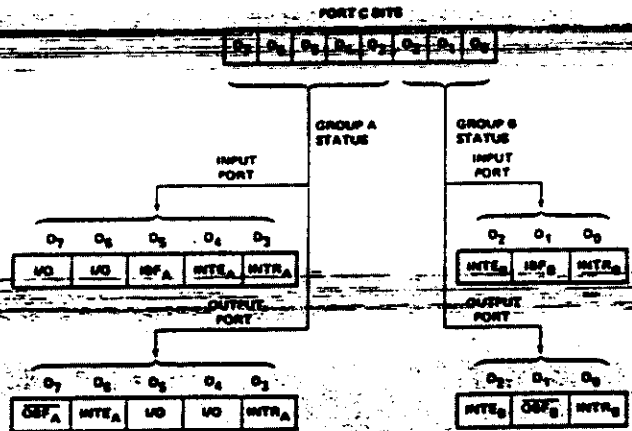 PORT C BITS
D7 D6 D5 D4 D3 D2 D1 D0
GROUP A STATUS
GROUP B STATUS
INPUT PORT
INPUT PORT
D7 D6 D5 D4 D3
D2 D1 D0
I/O I/O IBFA INTEA INTRA
INTEB IBFB INTRB
OUTPUT PORT
OUTPUT PORT
D7 D6 D5 D4 D3
D2 D1 D0
OBFA INTEA I/O I/O INTRA
INTEB OBFB INTRB